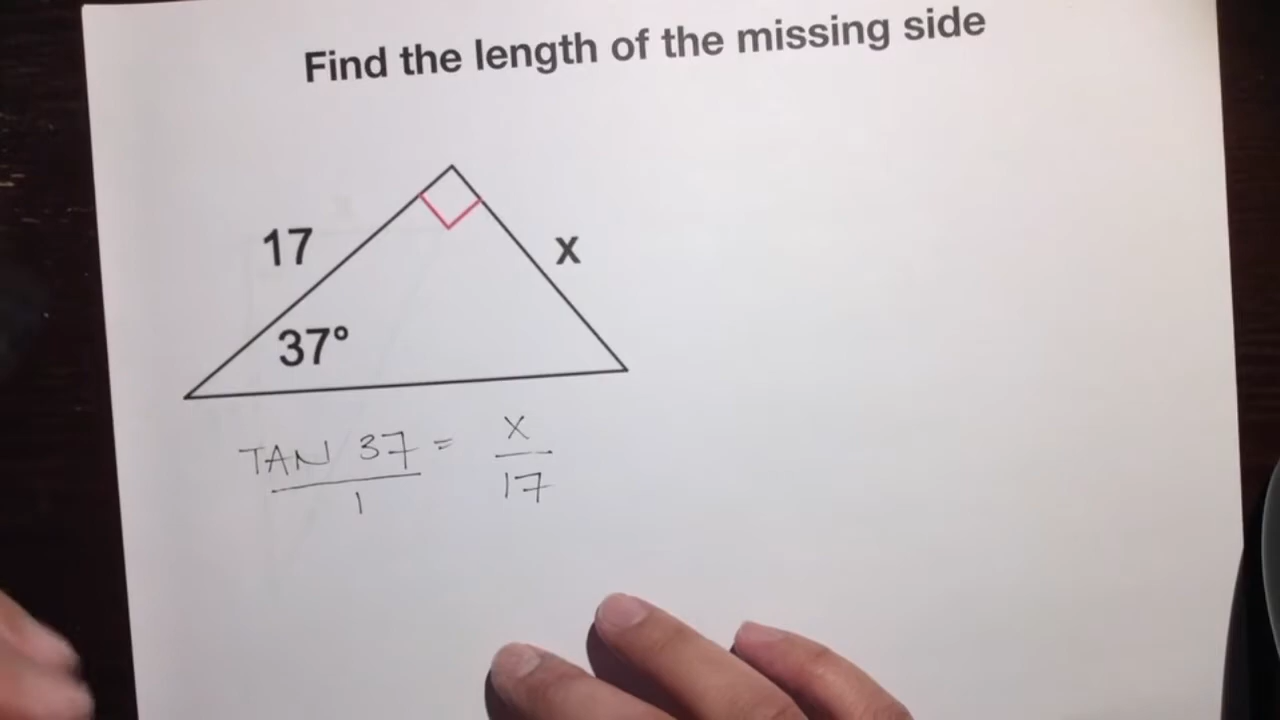 Find the length of the missing side
17
x
37°
TAN 37 = x
1 17